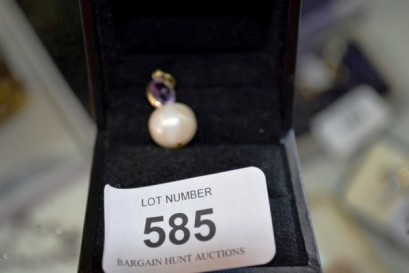 LOT NUMBER
585
BARGAIN HUNT AUCTIONS